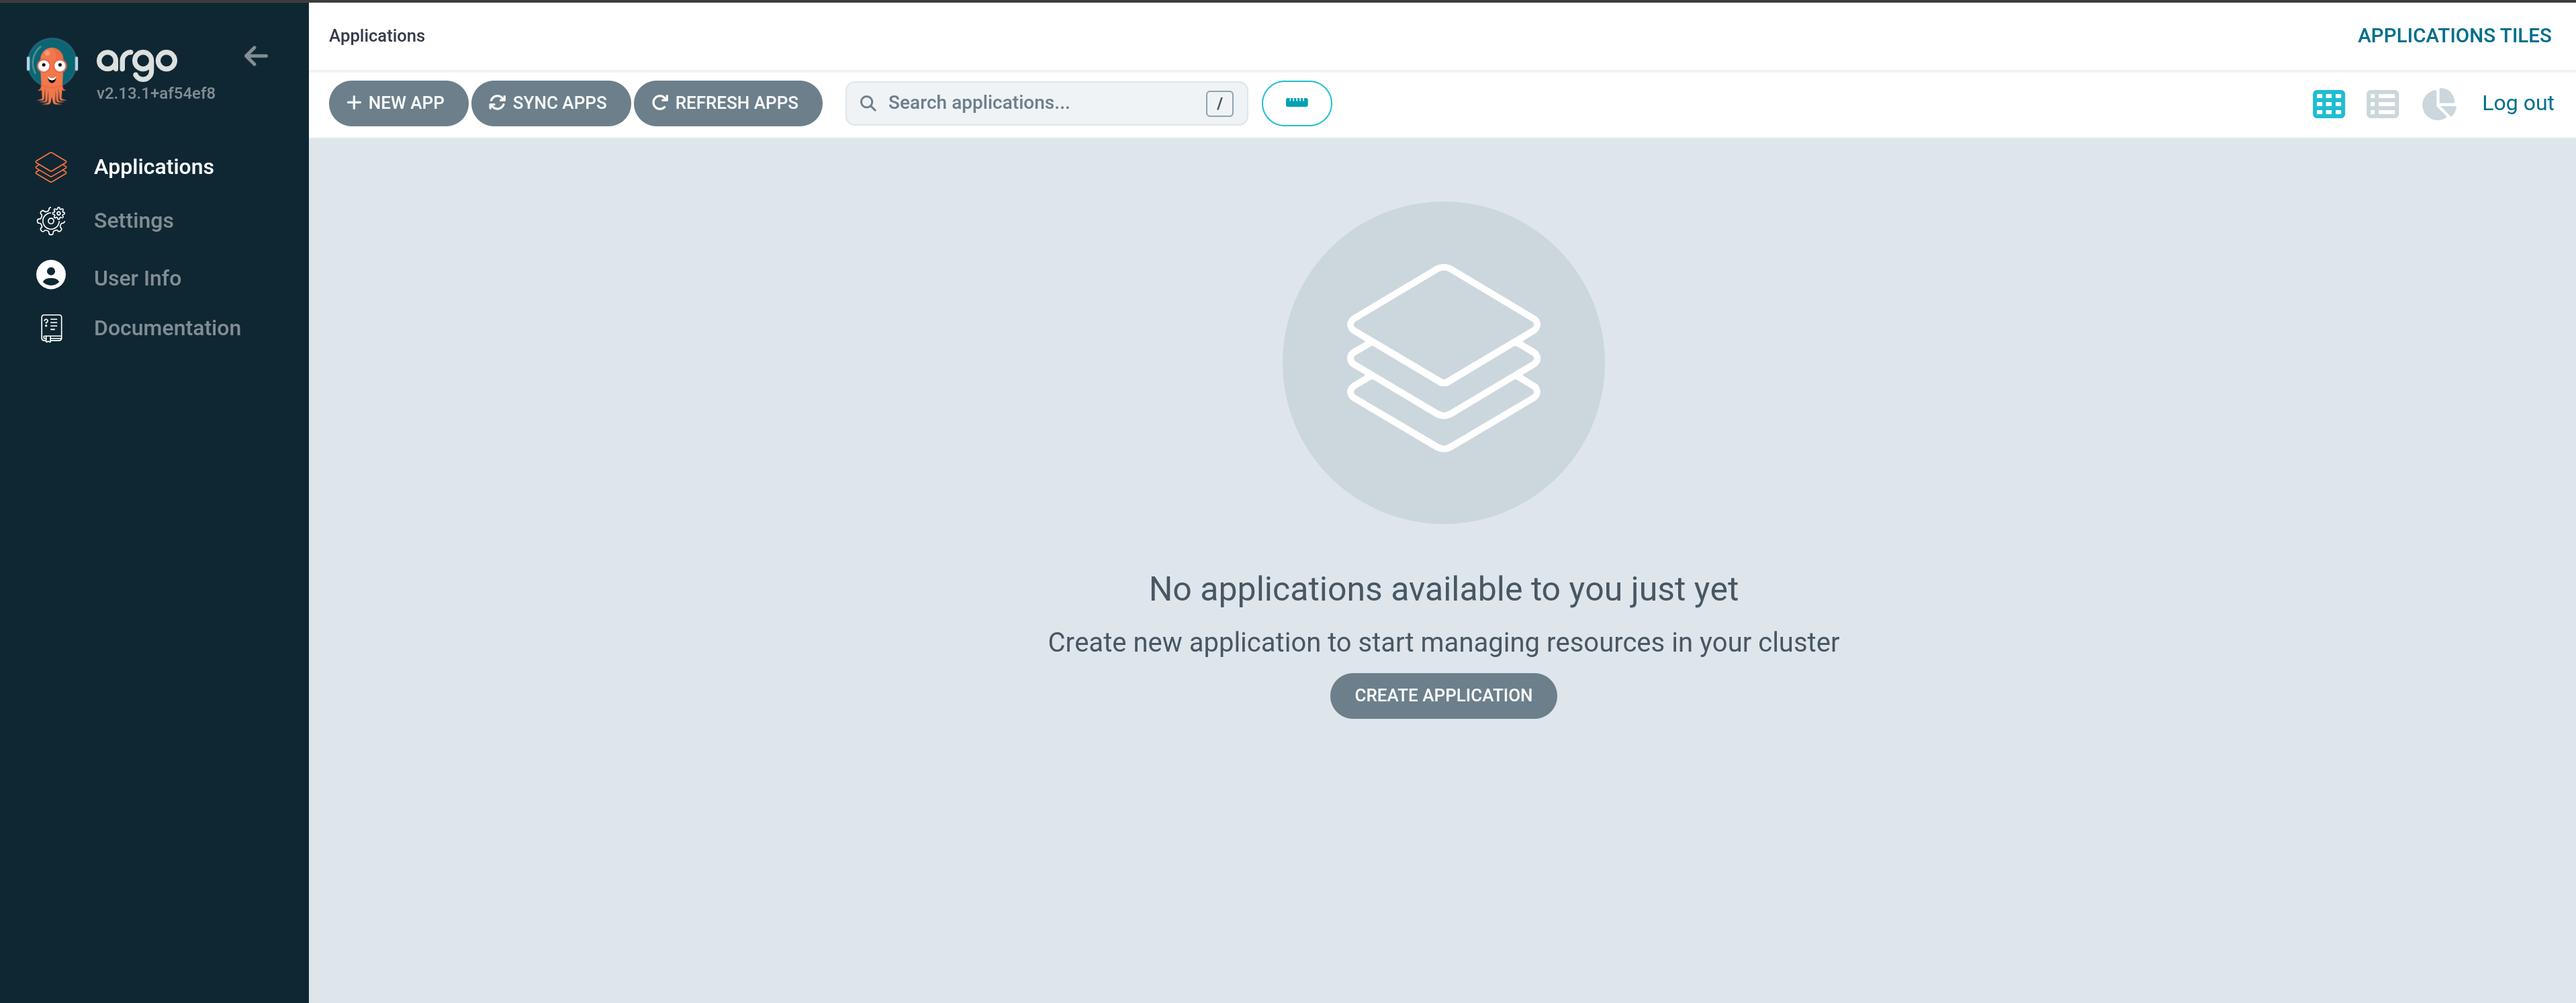 argo
v2.13.1+af54ef8
Applications
Settings
User Info
Documentation
Applications
APPLICATIONS TILES
+ NEW APP
SYNC APPS
REFRESH APPS
Search applications...
/
Log out
No applications available to you just yet
Create new application to start managing resources in your cluster
CREATE APPLICATION